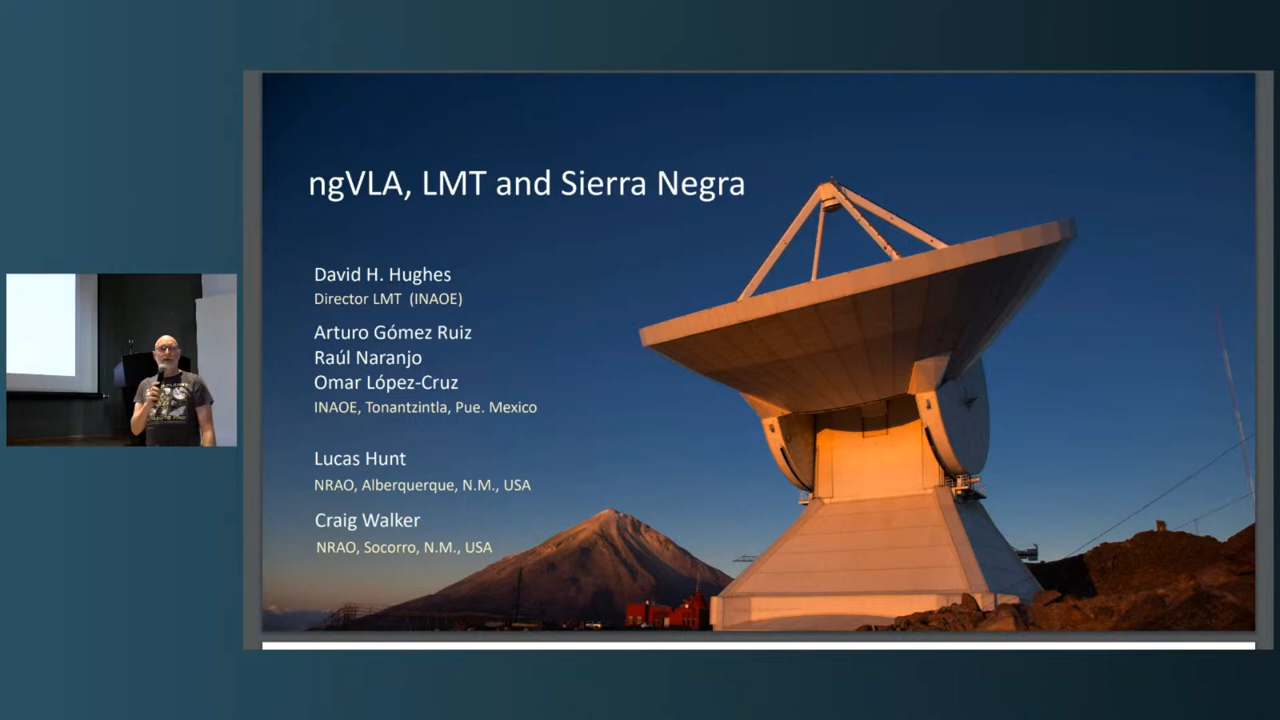 ngVLA, LMT and Sierra Negra
David H. Hughes
Director LMT (INAOE)
Arturo Gómez Ruiz
Raúl Naranjo
Omar López-Cruz
INAOE, Tonantzintla, Pue. Mexico
Lucas Hunt
NRAO, Alberquerque, N.M., USA
Craig Walker
NRAO, Socorro, N.M., USA